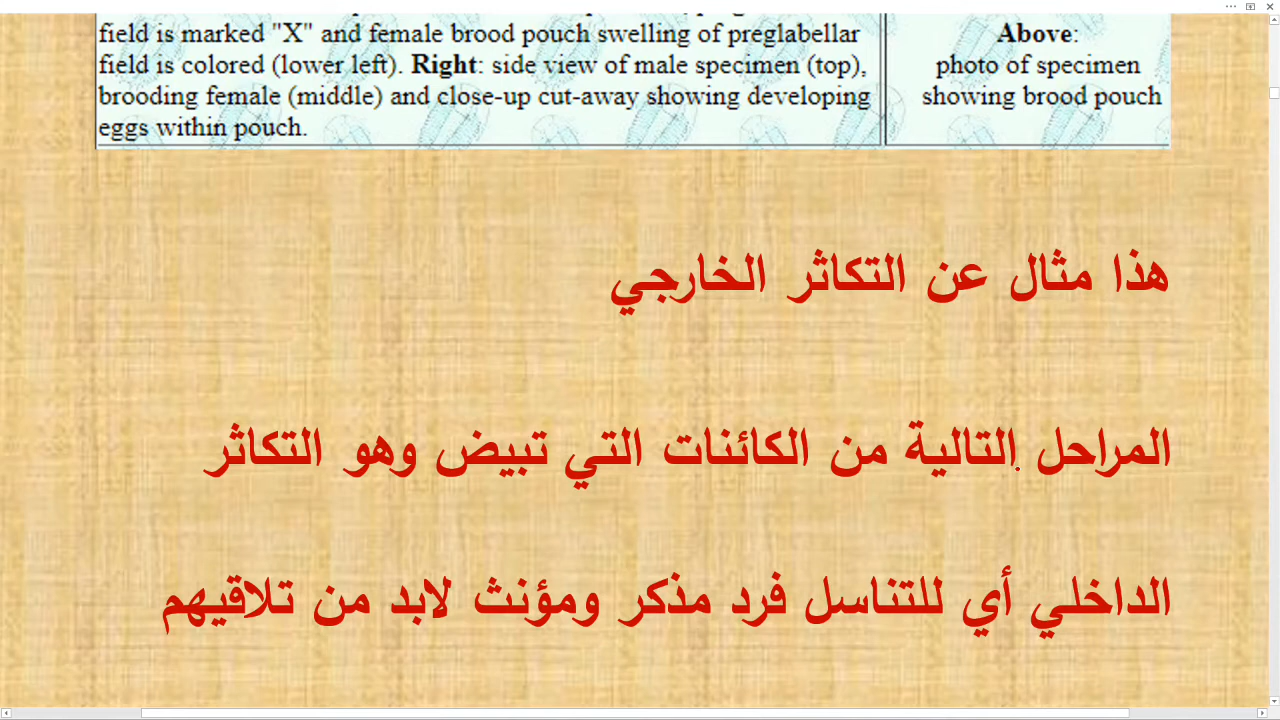 field is marked "X" and female brood pouch swelling of preglabellar
field is colored (lower left). Right: side view of male specimen (top),
brooding female (middle) and close-up cut-away showing developing
eggs within pouch.
Above:
photo of specimen
showing brood pouch
هذا مثال عن التكاثر الخارجي
المراحل التالية من الكائنات التي تبيض وهو التكاثر
الداخلي أي للتناسل فرد مذكر ومؤنث لابد من تلاقيهم